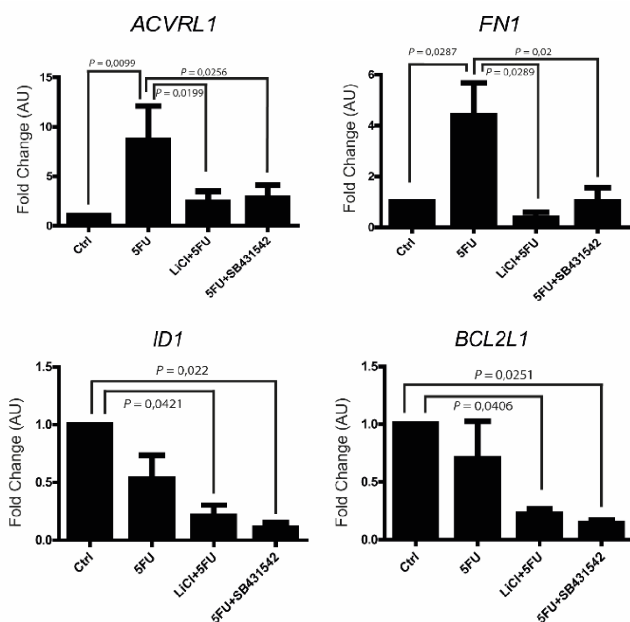 ACVRL1
P = 0,0099
P = 0,0256
P = 0,0199
Fold Change (AU)
15
10
5
0
Ctrl
5FU
LiCl+5FU
5FU+SB431542
FN1
P = 0,0287
P = 0,02
P = 0,0289
Fold Change (AU)
6
4
2
0
Ctrl
5FU
LiCl+5FU
5FU+SB431542
ID1
P = 0,022
P = 0,0421
Fold Change (AU)
1.5
1.0
0.5
0.0
Ctrl
5FU
LiCl+5FU
5FU+SB431542
BCL2L1
P = 0,0251
P = 0,0406
Fold Change (AU)
1.5
1.0
0.5
0.0
Ctrl
5FU
LiCl+5FU
5FU+SB431542